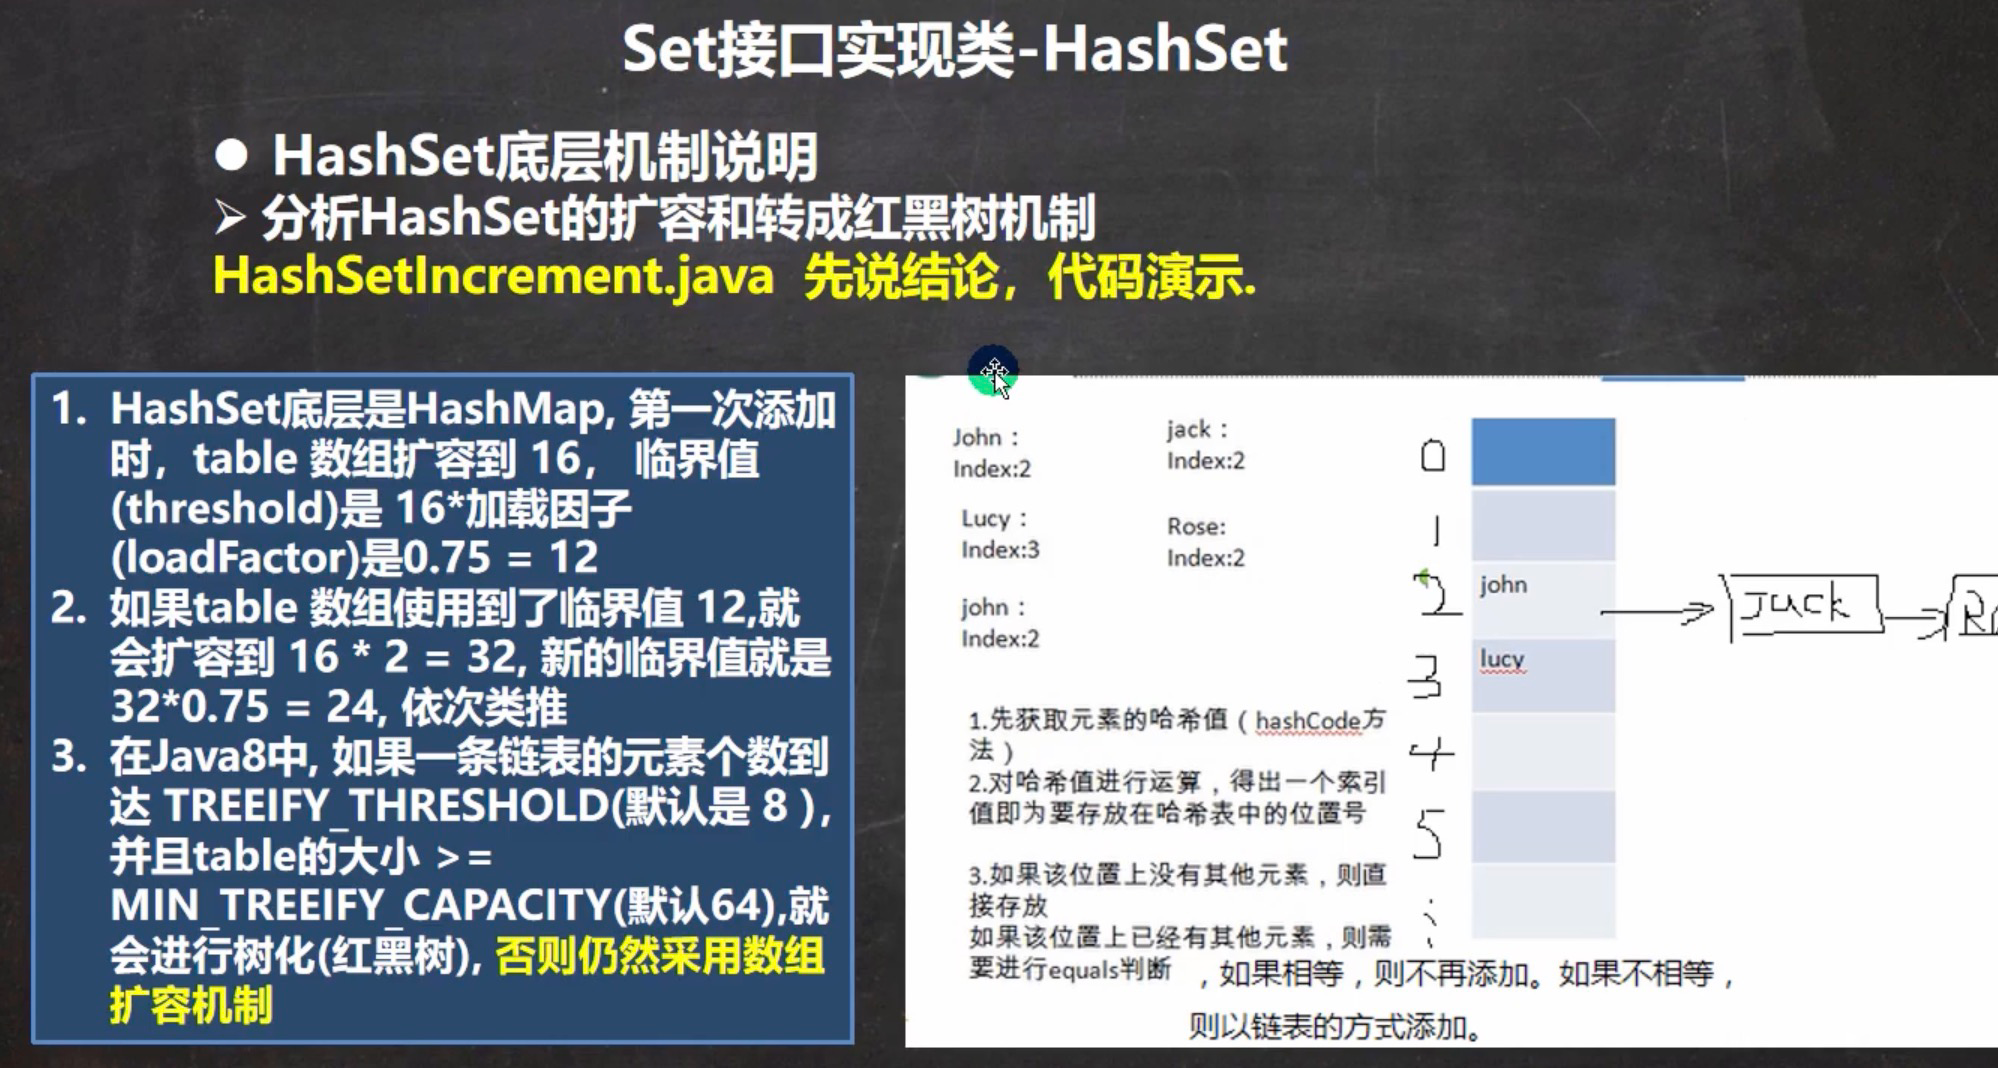 Set接口实现类-HashSet
● HashSet底层机制说明
➢ 分析HashSet的扩容和转成红黑树机制
HashSetIncrement.java 先说结论，代码演示.
1. HashSet底层是HashMap, 第一次添加
时，table 数组扩容到 16， 临界值
(threshold)是 16*加载因子
(loadFactor)是0.75 = 12
2. 如果table 数组使用到了临界值 12,就
会扩容到 16 * 2 = 32, 新的临界值就是
32*0.75 = 24, 依次类推
3. 在Java8中, 如果一条链表的元素个数到
达 TREEIFY_THRESHOLD(默认是 8 ),
并且table的大小 >=
MIN_TREEIFY_CAPACITY(默认64),就
会进行树化(红黑树), 否则仍然采用数组
扩容机制
John：
Index:2
jack：
Index:2
Lucy：
Index:3
Rose:
Index:2
john：
Index:2
1.先获取元素的哈希值（hashCode方
法）
2.对哈希值进行运算，得出一个索引
值即为要存放在哈希表中的位置号
3.如果该位置上没有其他元素，则直
接存放
如果该位置上已经有其他元素，则需
要进行equals判断 ，如果相等，则不再添加。如果不相等，
则以链表的方式添加。
0
1
2 john Jack
3 lucy
4
5